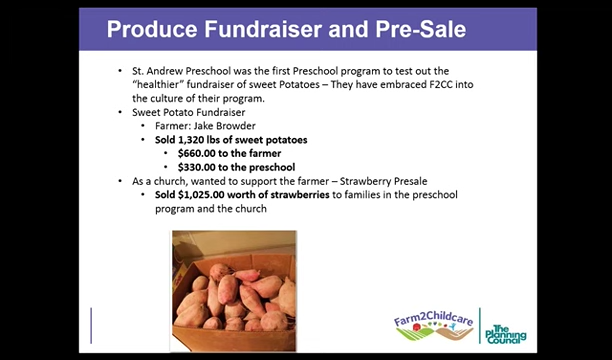 Produce Fundraiser and Pre-Sale
• St. Andrew Preschool was the first Preschool program to test out the
"healthier" fundraiser of sweet Potatoes – They have embraced F2CC into
the culture of their program.
• Sweet Potato Fundraiser
• Farmer: Jake Browder
• Sold 1,320 lbs of sweet potatoes
• $660.00 to the farmer
• $330.00 to the preschool
• As a church, wanted to support the farmer – Strawberry Presale
• Sold $1,025.00 worth of strawberries to families in the preschool
program and the church
Farm2Childcare
The
Planning
Council